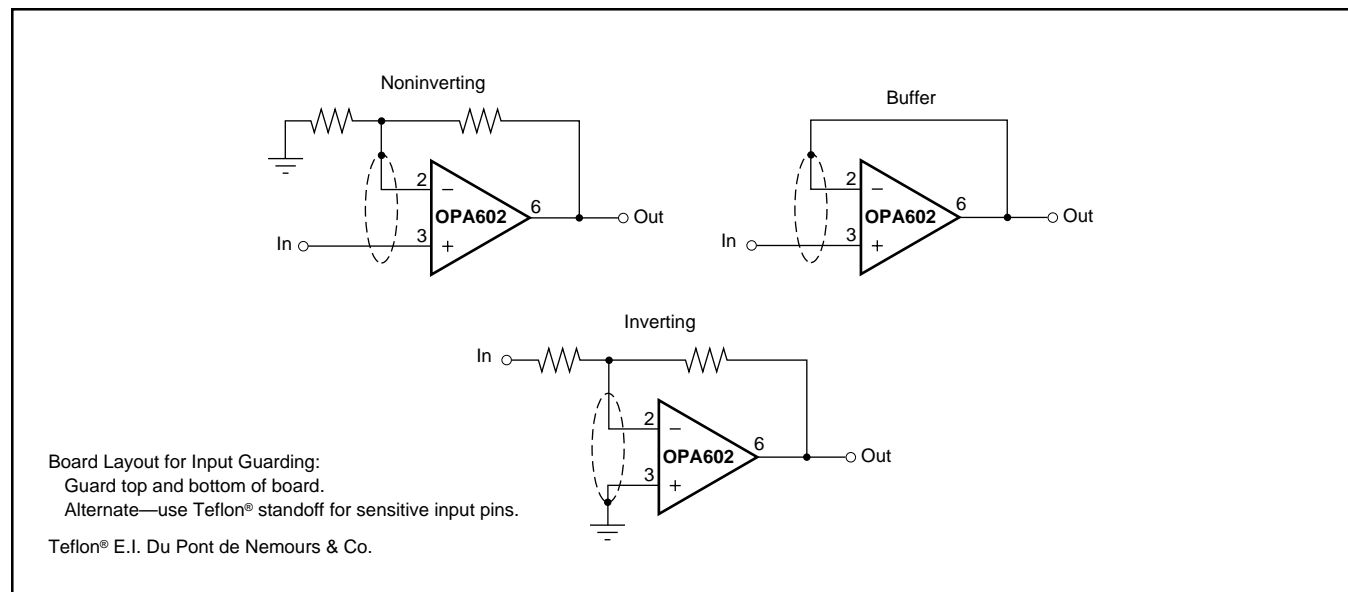 Noninverting
2
−
OPA602
6
Out
In
3
+
Buffer
2
−
OPA602
6
Out
In
3
+
Inverting
In
2
−
OPA602
6
Out
3
+
Board Layout for Input Guarding:
Guard top and bottom of board.
Alternate—use Teflon® standoff for sensitive input pins.
Teflon® E.I. Du Pont de Nemours & Co.